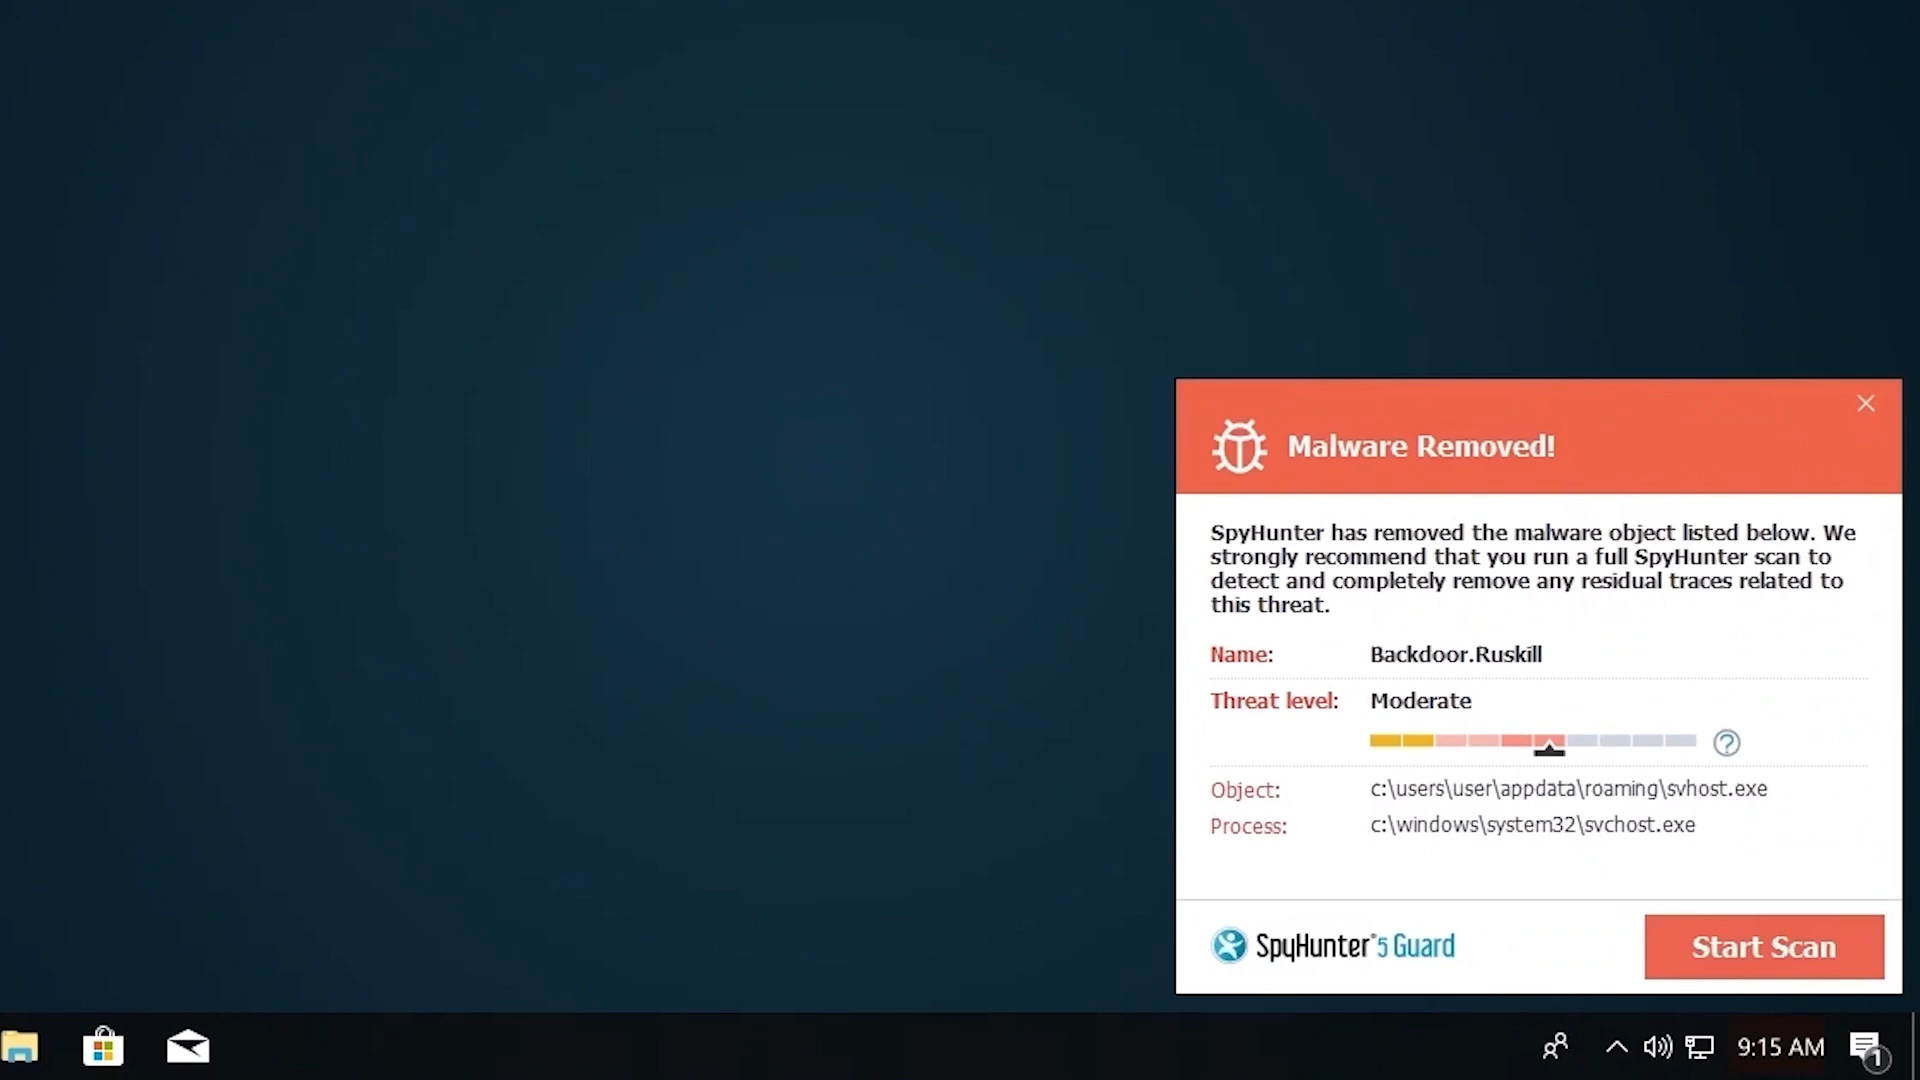 Malware Removed!
SpyHunter has removed the malware object listed below. We
strongly recommend that you run a full SpyHunter scan to
detect and completely remove any residual traces related to
this threat.
Name: Backdoor.Ruskill
Threat level: Moderate
?
Object: c:\users\user\appdata\roaming\svhost.exe
Process: c:\windows\system32\svchost.exe
SpyHunter® 5 Guard
Start Scan
9:15 AM
1